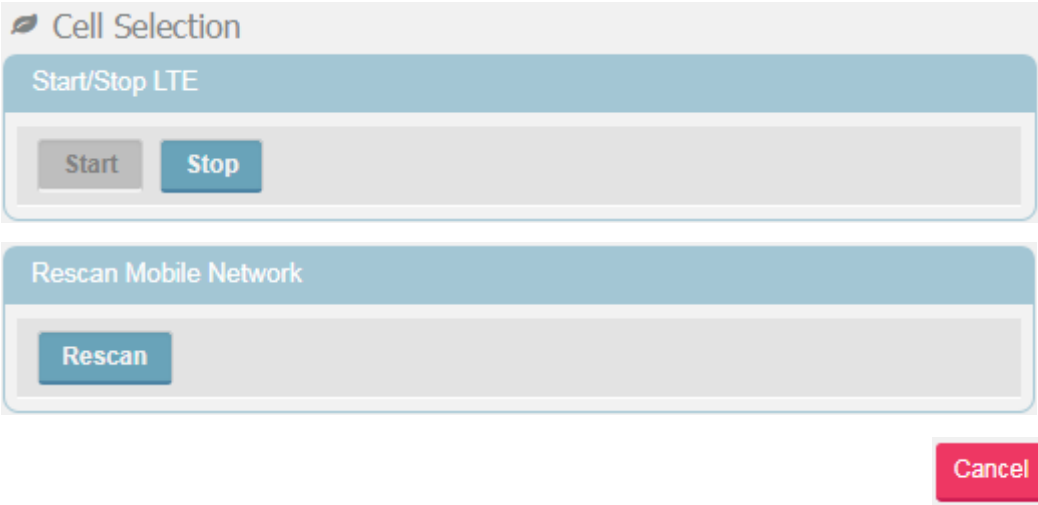 Cell Selection
Start/Stop LTE
Start Stop
Rescan Mobile Network
Rescan
Cancel